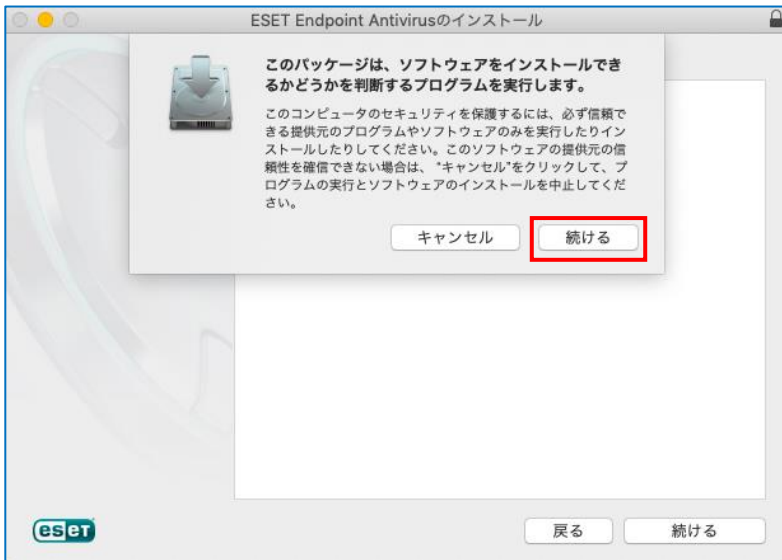 ESET Endpoint Antivirusのインストール
このパッケージは、ソフトウェアをインストールでき
るかどうかを判断するプログラムを実行します。
このコンピュータのセキュリティを保護するには、必ず信頼で
きる提供元のプログラムやソフトウェアのみを実行したりイン
ストールしたりしてください。このソフトウェアの提供元の信
頼性を確信できない場合は、 "キャンセル"をクリックして、プ
ログラムの実行とソフトウェアのインストールを中止してくだ
さい。
キャンセル 続ける
eset 戻る 続ける